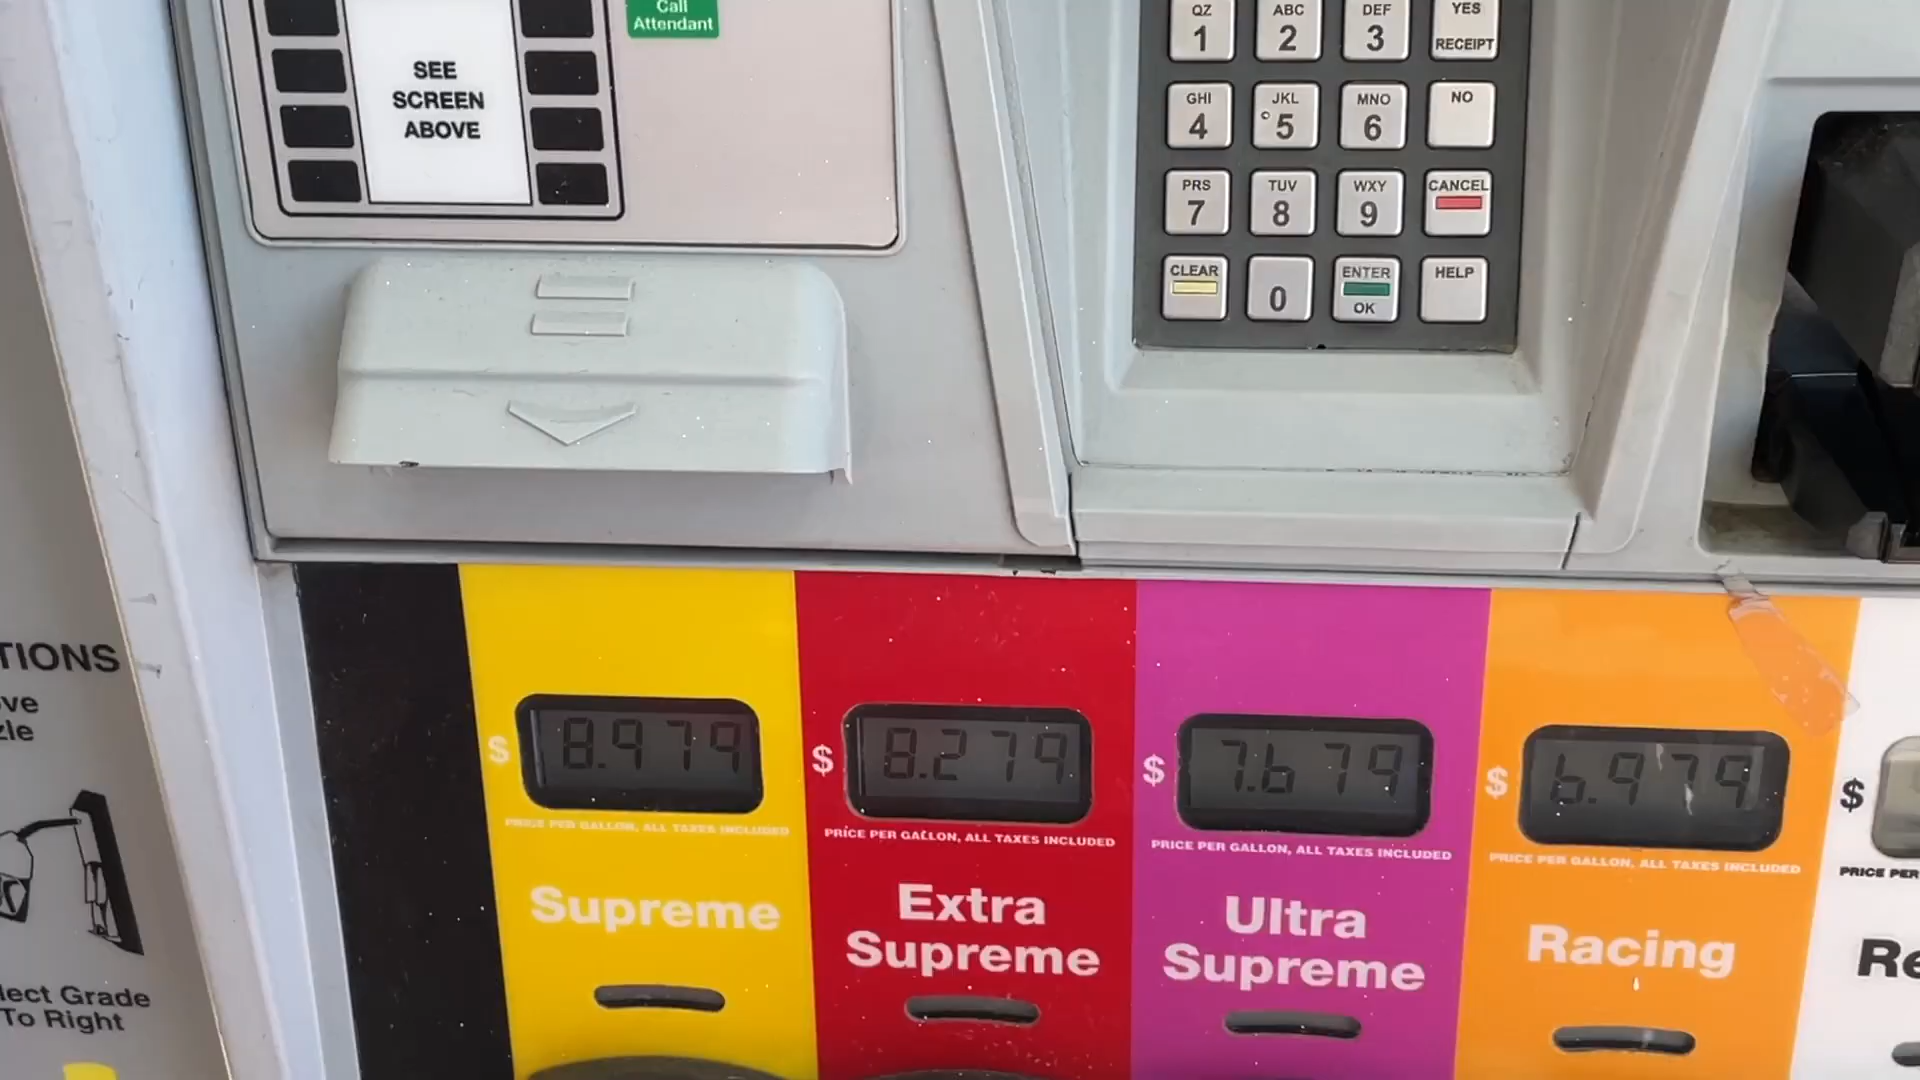 Call
Attendant
SEE
SCREEN
ABOVE
QZ
1
ABC
2
DEF
3
YES
RECEIPT
GHI
4
JKL
5
MNO
6
NO
PRS
7
TUV
8
WXY
9
CANCEL
CLEAR
0
ENTER
OK
HELP
TIONS
ve
zle
lect Grade
To Right
$ 8.979
PRICE PER GALLON, ALL TAXES INCLUDED
Supreme
$ 8.279
PRICE PER GALLON, ALL TAXES INCLUDED
Extra
Supreme
$ 7.679
PRICE PER GALLON, ALL TAXES INCLUDED
Ultra
Supreme
$ 6.979
PRICE PER GALLON, ALL TAXES INCLUDED
Racing
$
PRICE PER
Re